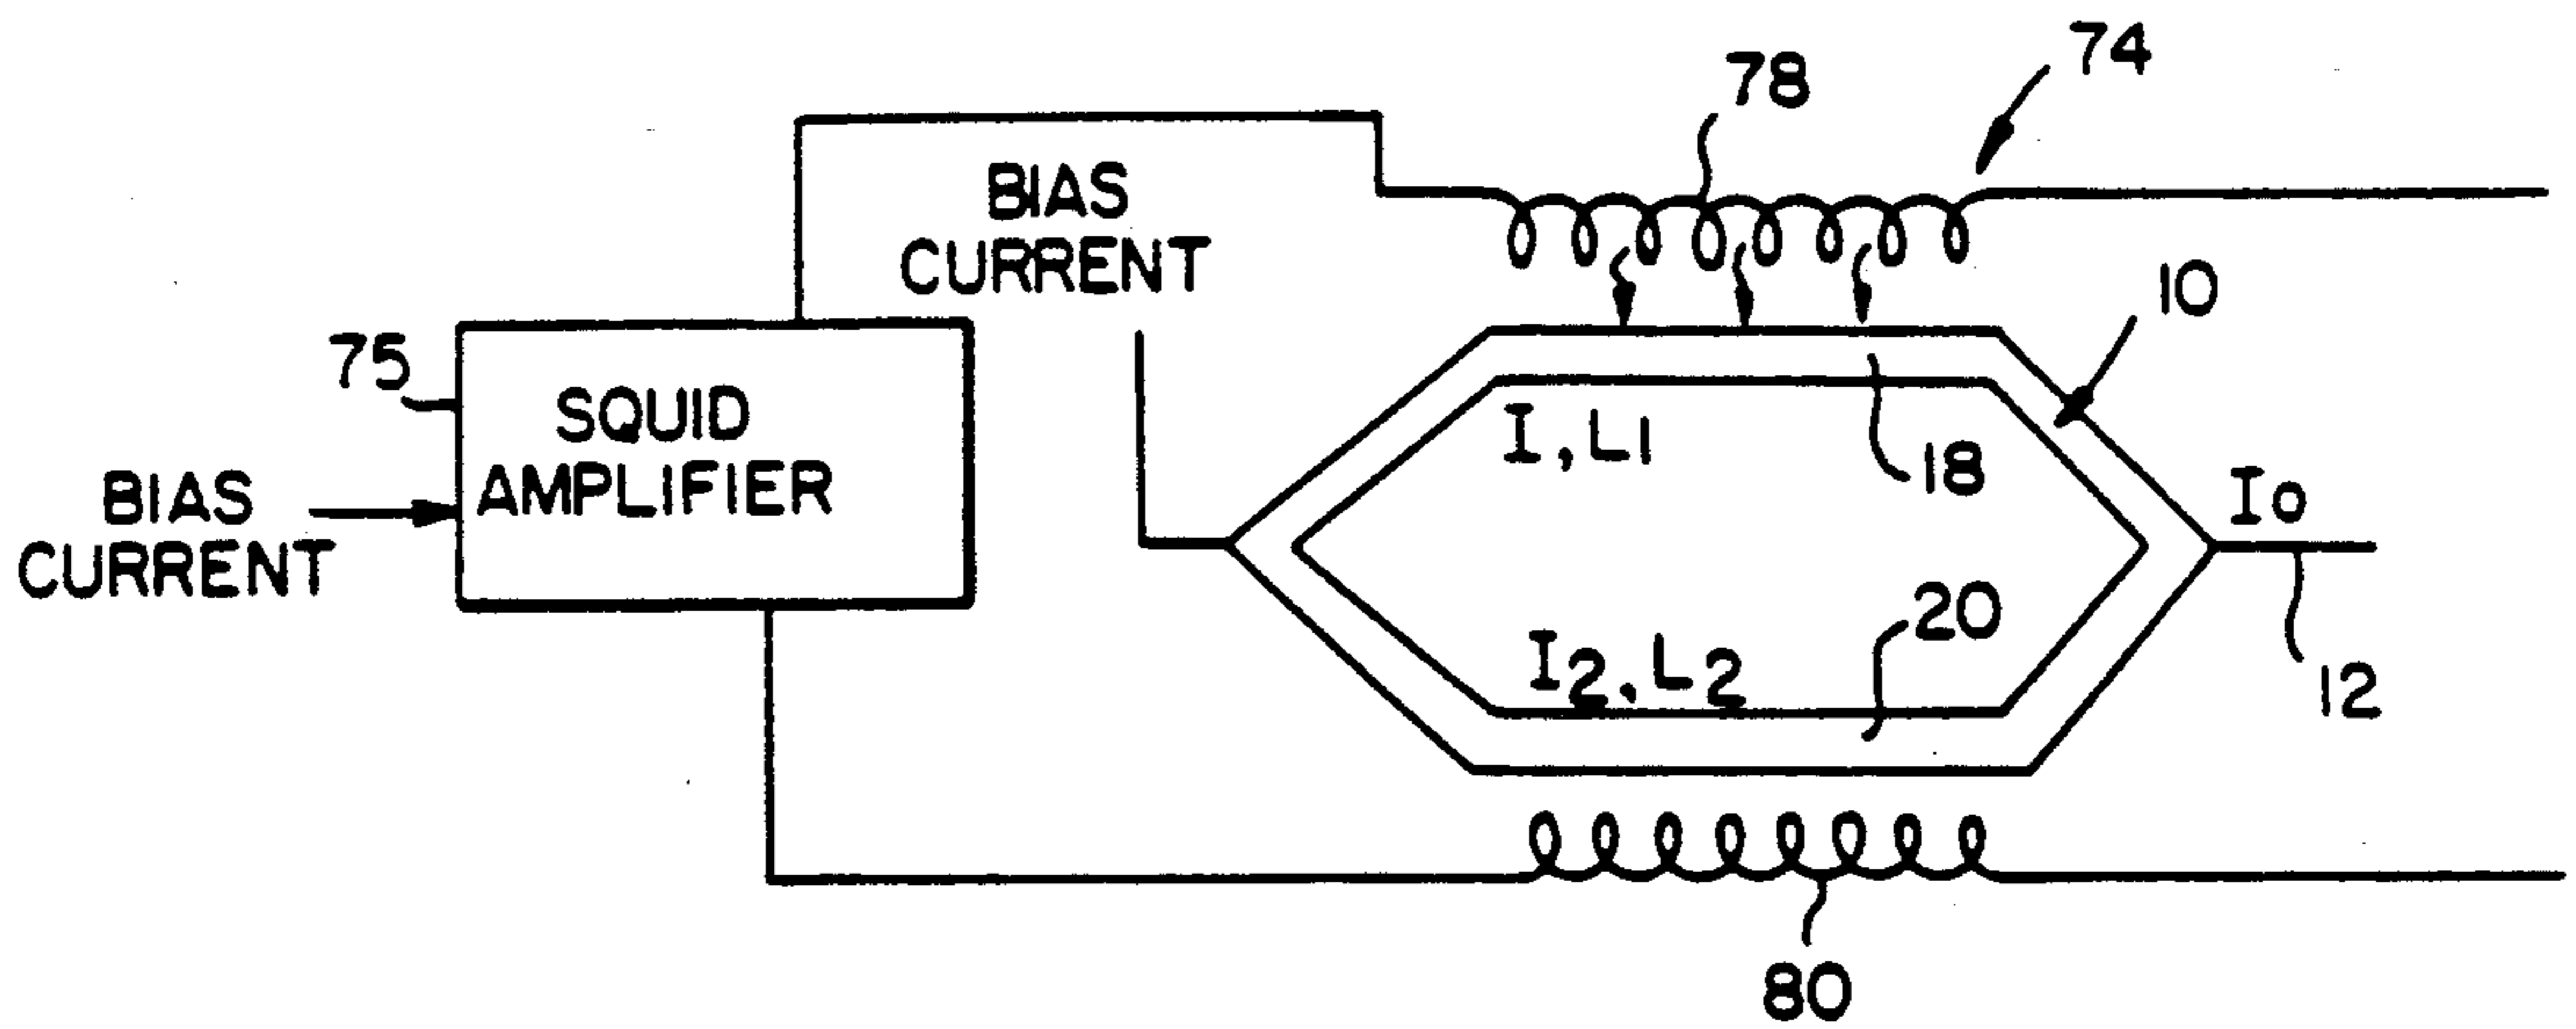 74
78
BIAS
CURRENT
10
75
SQUID
AMPLIFIER
I,L1
18
BIAS
CURRENT
Io
20
I2,L2
12
80